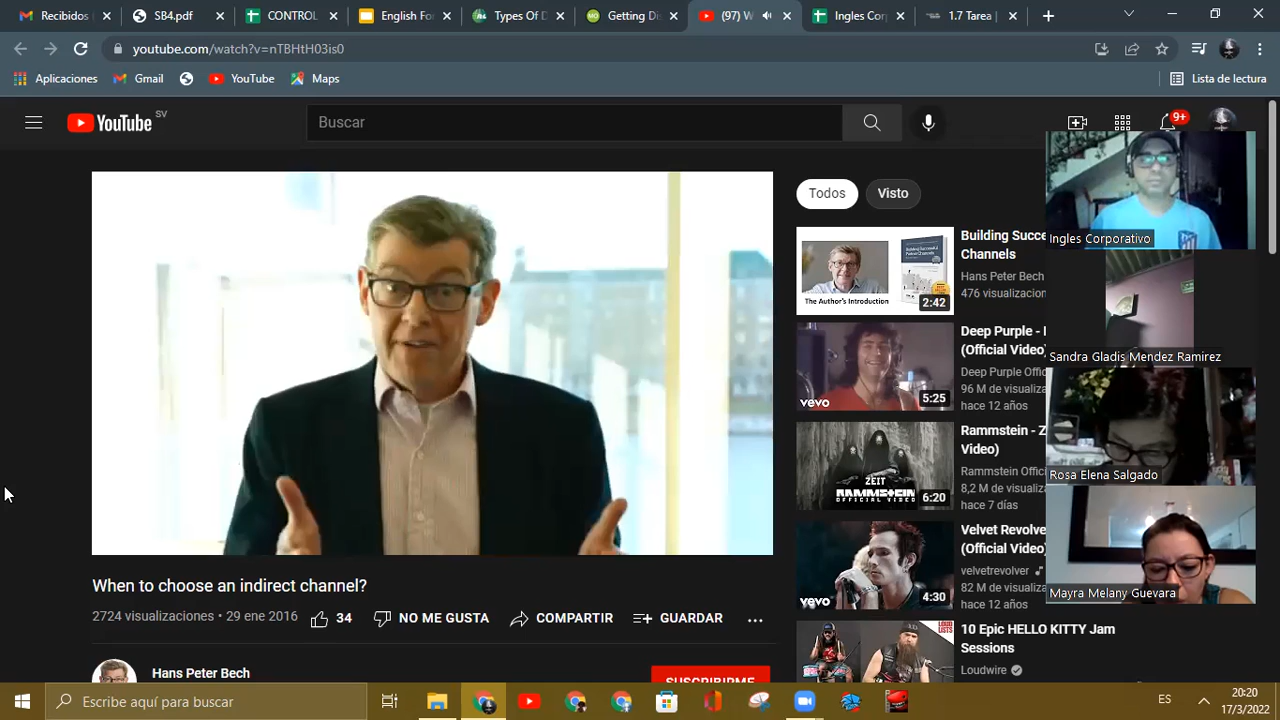 Recibidos
SB4.pdf
CONTROL
English Fo
Types Of D
Getting Di
(97) W
Ingles Corp
1.7 Tarea |
youtube.com/watch?v=nTBHtH03is0
Aplicaciones
Gmail
YouTube
Maps
Lista de lectura
YouTube
SV
Buscar
9+
Todos
Visto
Ingles Corporativo
Building Succe
Channels
Hans Peter Bech
476 visualizacion
The Author's Introduction
2:42
Sandra Gladis Mendez Ramirez
Deep Purple -
(Official Video)
Deep Purple Offic
96 M de visualiza
hace 12 años
vevo
5:25
Rammstein - Z
Video)
Rammstein Official
8,2 M de visualiza
hace 7 días
ZEIT
RAMMSTEIN
OFFICIAL VIDEO
6:20
Rosa Elena Salgado
Velvet Revolve
(Official Video)
velvetrevolver
82 M de visualiza
hace 12 años
vevo
4:30
Mayra Melany Guevara
10 Epic HELLO KITTY Jam
Sessions
Loudwire
When to choose an indirect channel?
2724 visualizaciones • 29 ene 2016
34
NO ME GUSTA
COMPARTIR
GUARDAR
Hans Peter Bech
SUSCRIBIRME
Escribe aquí para buscar
ES
20:20
17/3/2022